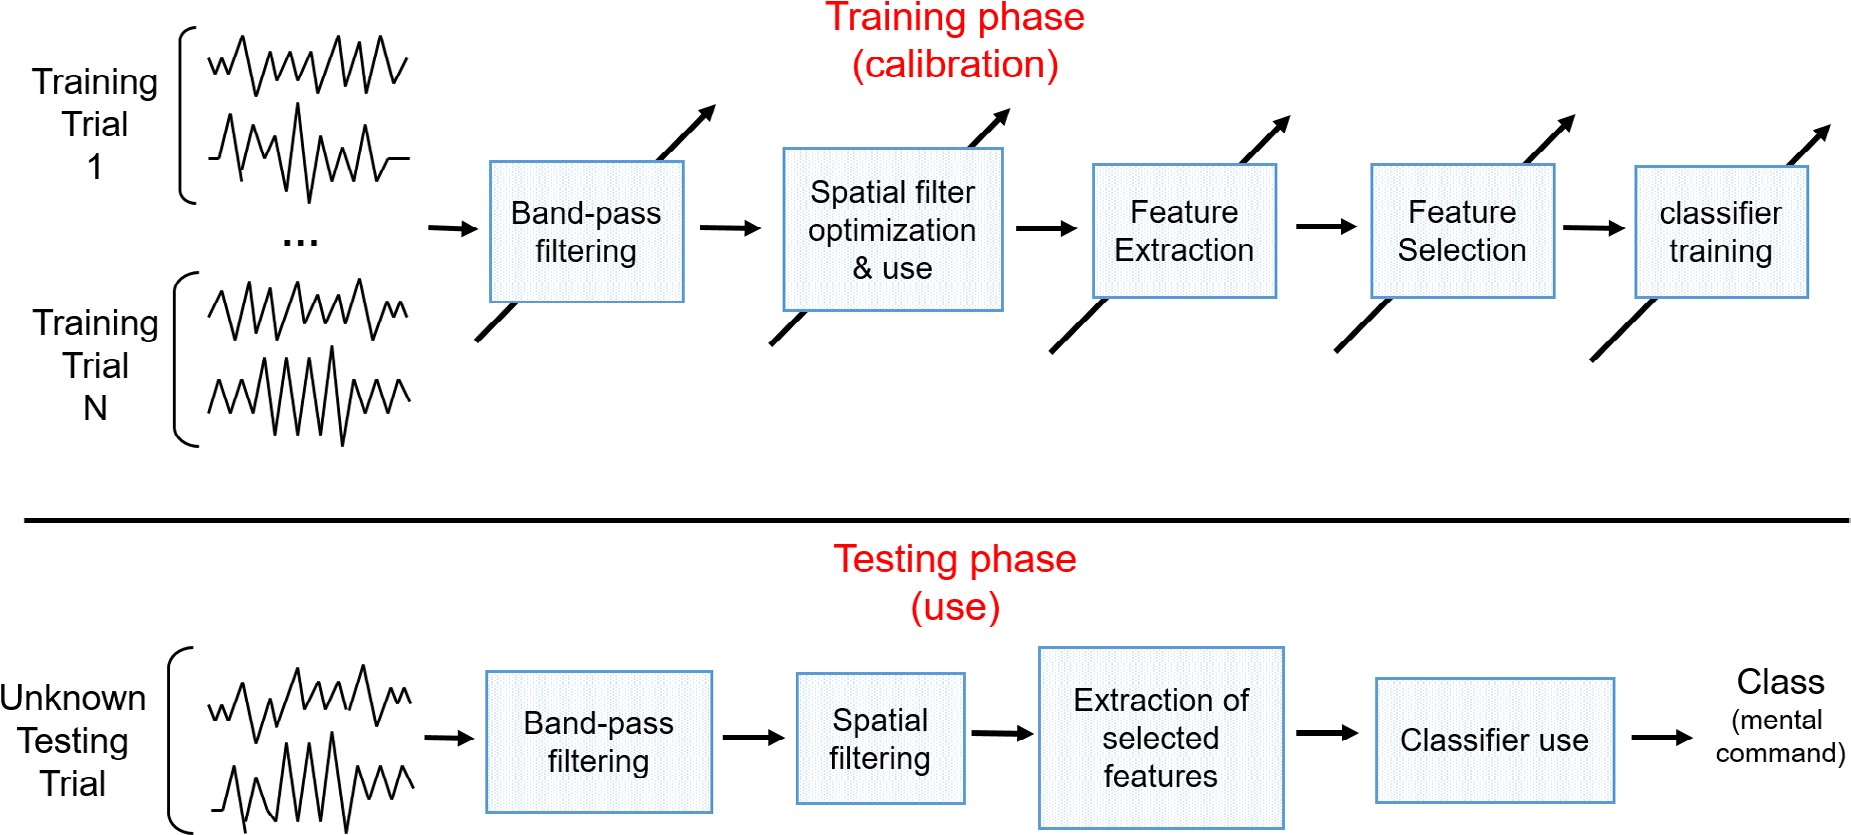 Training phase
(calibration)
Training
Trial
1
...
Training
Trial
N
Band-pass
filtering
Spatial filter
optimization
& use
Feature
Extraction
Feature
Selection
classifier
training
Testing phase
(use)
Unknown
Testing
Trial
Band-pass
filtering
Spatial
filtering
Extraction of
selected
features
Classifier use
Class
(mental
command)